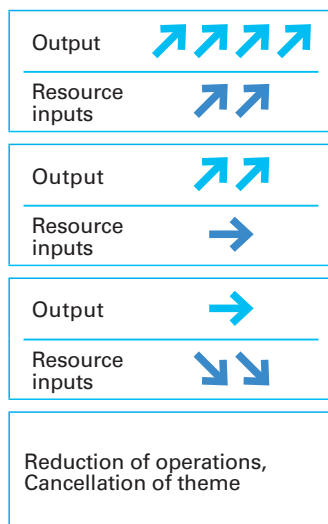 Output
Resource
inputs
Output
Resource
inputs
Output
Resource
inputs
Reduction of operations,
Cancellation of theme